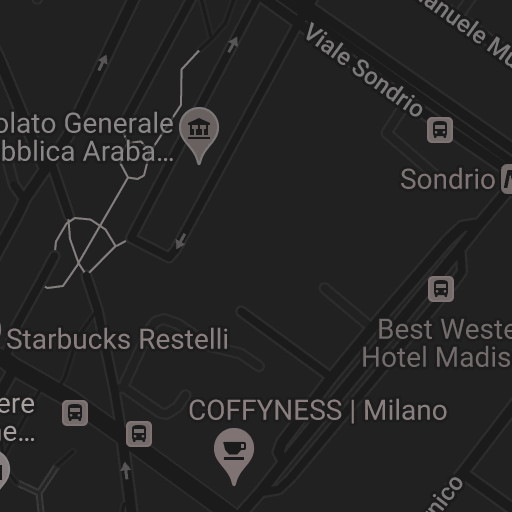 anuele Mu
Viale Sondrio
olato Generale
bblica Araba...
Sondrio
Starbucks Restelli
Best Weste
Hotel Madis
ere
ne...
COFFYNESS | Milano
nico